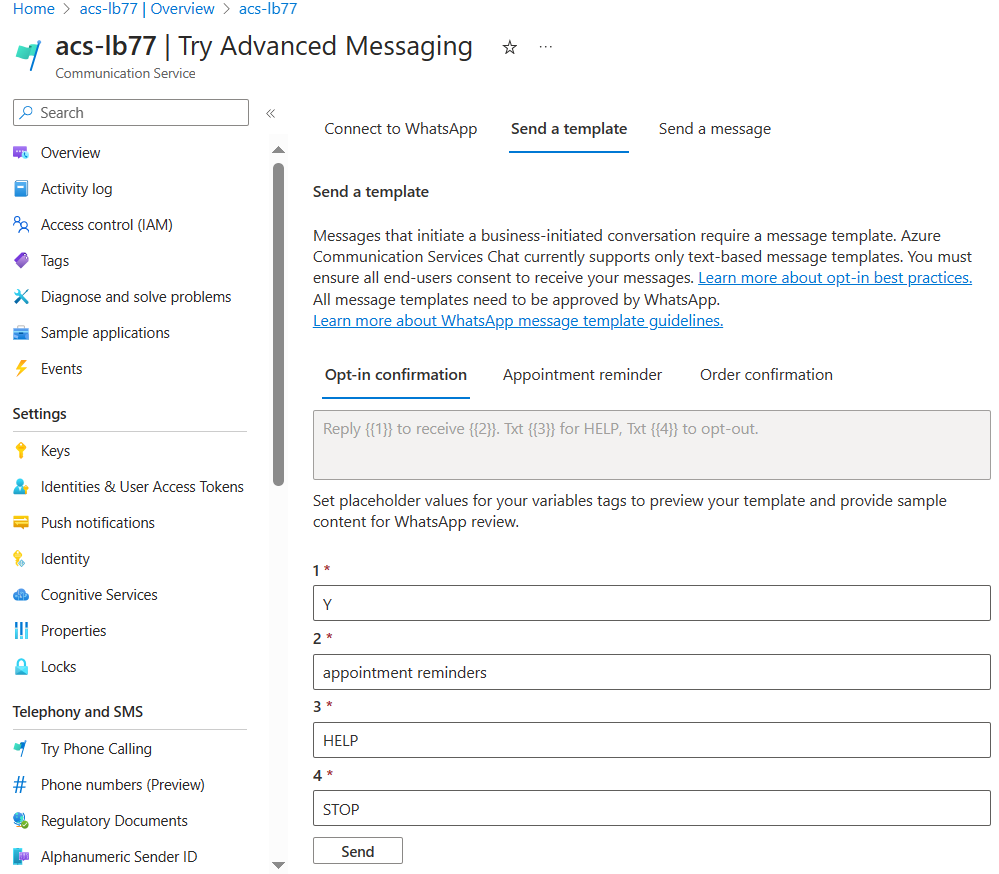 Home > acs-lb77 | Overview > acs-lb77
acs-lb77 | Try Advanced Messaging
Communication Service
Search
Overview
Activity log
Access control (IAM)
Tags
Diagnose and solve problems
Sample applications
Events
Settings
Keys
Identities & User Access Tokens
Push notifications
Identity
Cognitive Services
Properties
Locks
Telephony and SMS
Try Phone Calling
Phone numbers (Preview)
Regulatory Documents
Alphanumeric Sender ID
Connect to WhatsApp
Send a template
Send a message
Send a template
Messages that initiate a business-initiated conversation require a message template. Azure
Communication Services Chat currently supports only text-based message templates. You must
ensure all end-users consent to receive your messages. Learn more about opt-in best practices.
All message templates need to be approved by WhatsApp.
Learn more about WhatsApp message template guidelines.
Opt-in confirmation
Appointment reminder
Order confirmation
Reply {{1}} to receive {{2}}. Txt {{3}} for HELP, Txt {{4}} to opt-out.
Set placeholder values for your variables tags to preview your template and provide sample
content for WhatsApp review.
1 *
Y
2 *
appointment reminders
3 *
HELP
4 *
STOP
Send